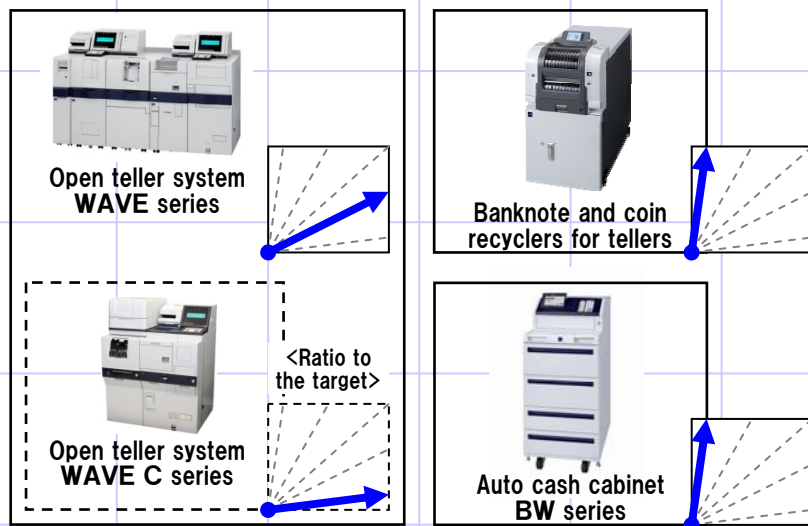 Open teller system
WAVE series
Banknote and coin
recyclers for tellers
<Ratio to
the target>
Open teller system
WAVE C series
Auto cash cabinet
BW series